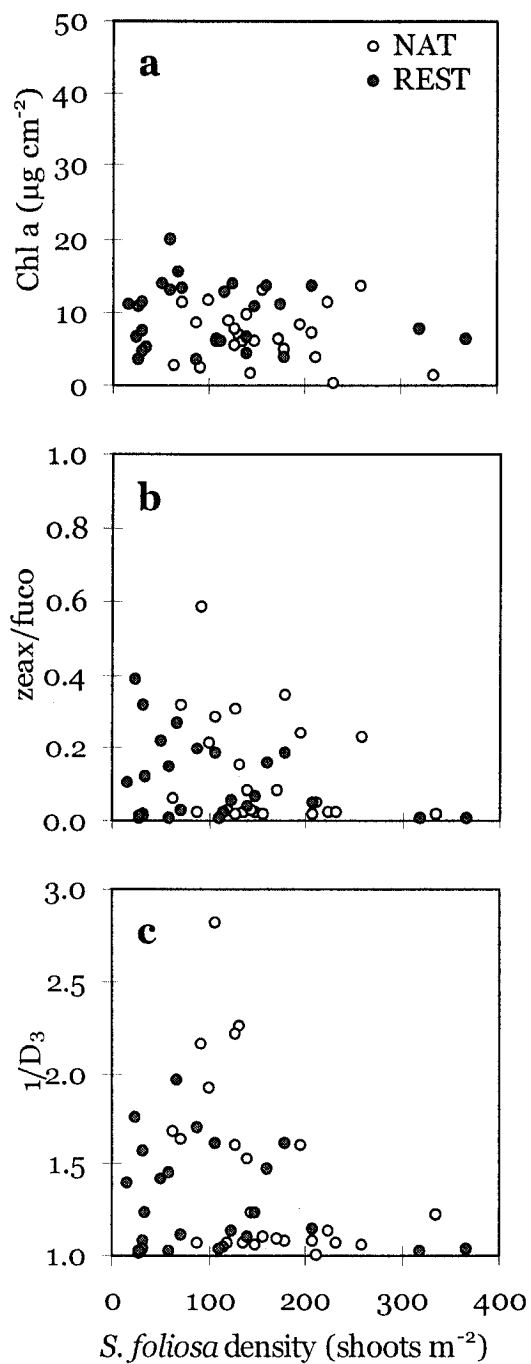 50
40
30
20
10
0
Chl a (µg cm⁻²)
a
NAT
REST
1.0
0.8
0.6
0.4
0.2
0.0
zeax/fuco
b
3.0
2.5
2.0
1.5
1.0
1/D₃
c
0 100 200 300 400
S. foliosa density (shoots m⁻²)